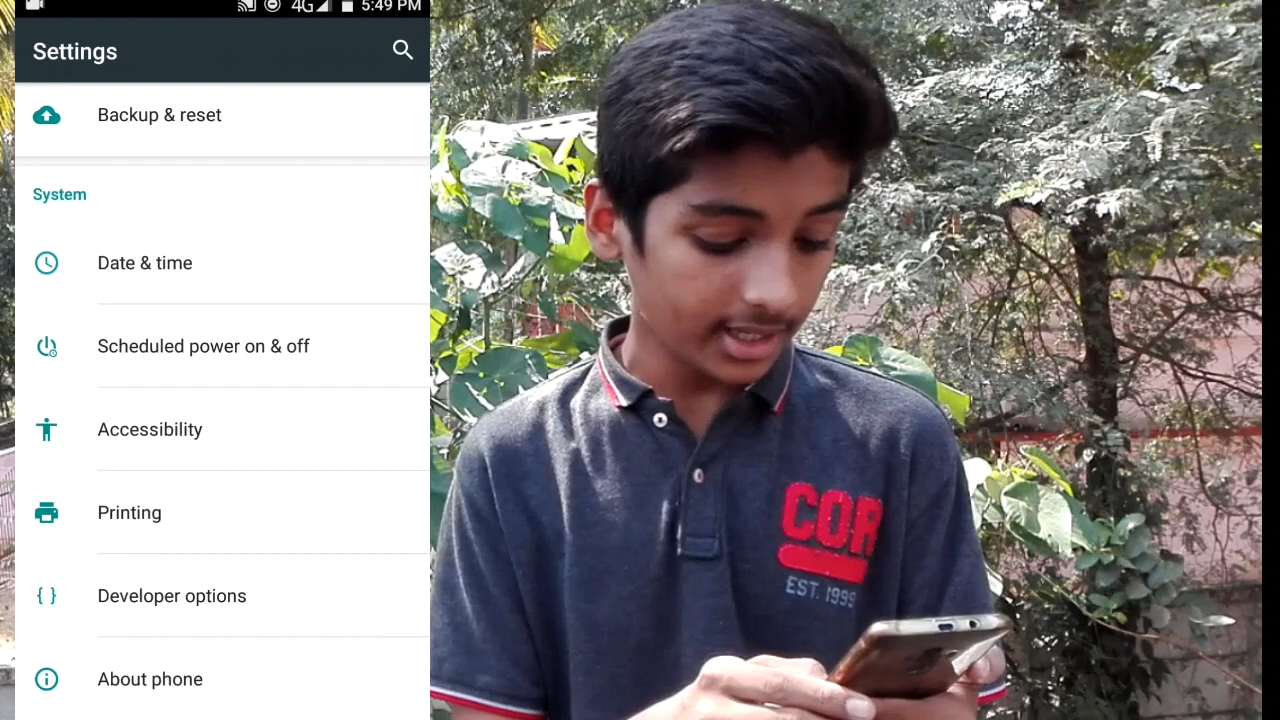 4G 5:49 PM
Settings
Backup & reset
System
Date & time
Scheduled power on & off
Accessibility
Printing
Developer options
About phone
COR
EST. 1999